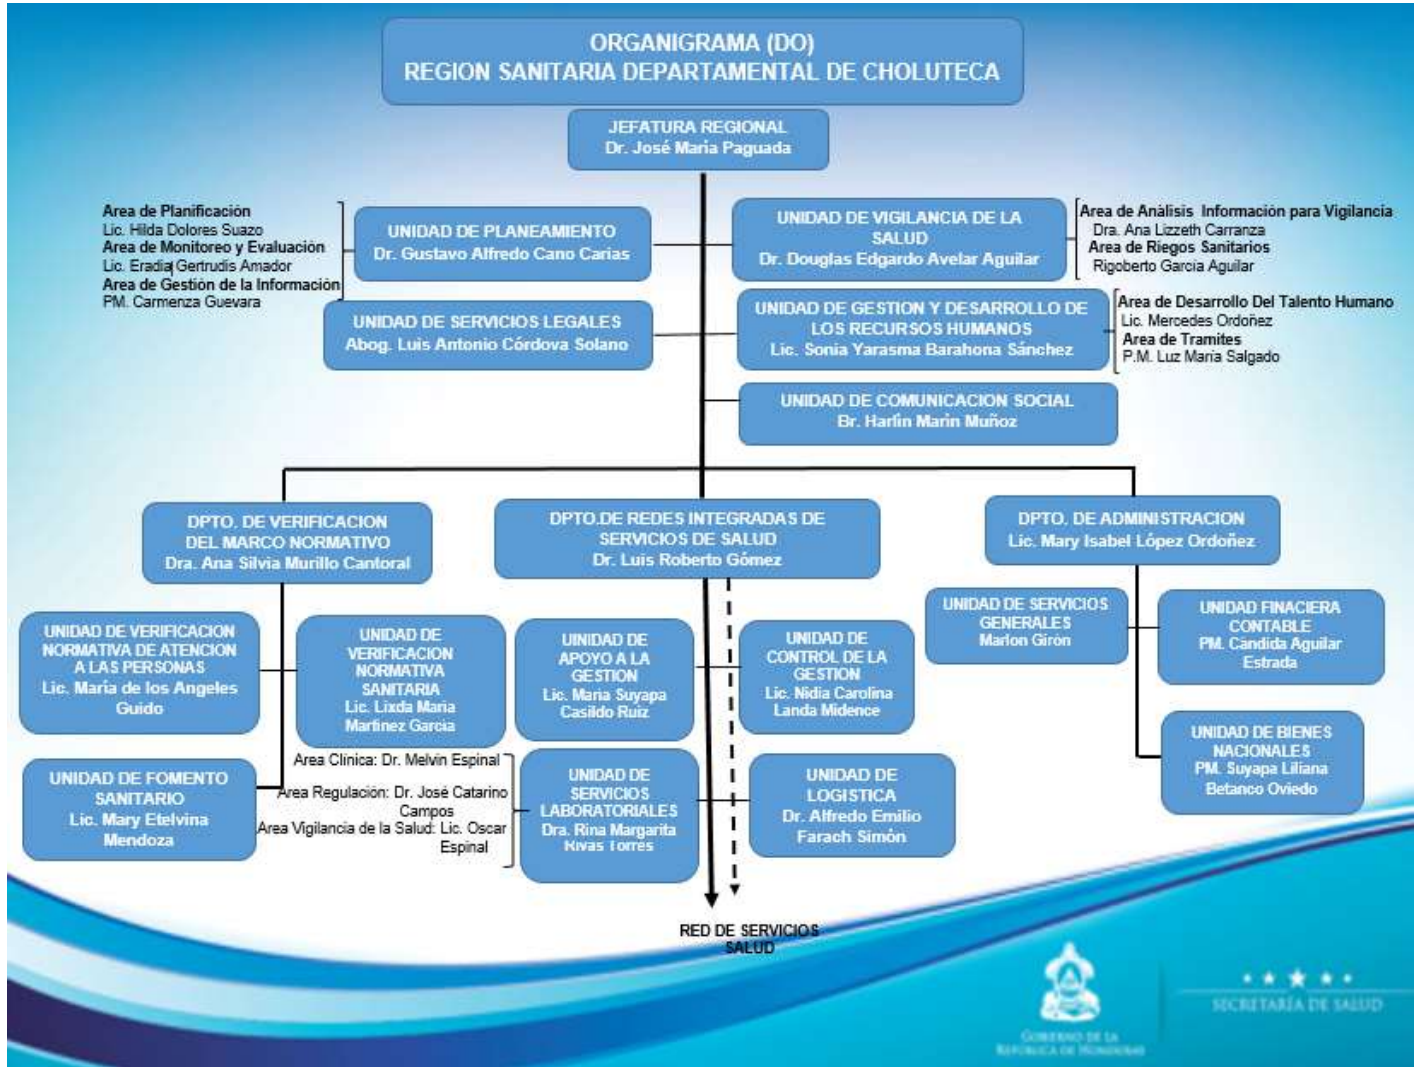 ORGANIGRAMA (DO)
REGION SANITARIA DEPARTAMENTAL DE CHOLUTECA
JEFATURA REGIONAL
Dr. José Maria Paguada
Area de Planificación
Lic. Hilda Dolores Suazo
Area de Monitoreo y Evaluación
Lic. Eradia Gertrudis Amador
Area de Gestión de la Información
PM. Carmenza Guevara
UNIDAD DE PLANEAMIENTO
Dr. Gustavo Alfredo Cano Carias
UNIDAD DE VIGILANCIA DE LA
SALUD
Dr. Douglas Edgardo Avelar Aguilar
Area de Análisis Información para Vigilancia
Dra. Ana Lizzeth Carranza
Area de Riegos Sanitarios
Rigoberto García Aguilar
UNIDAD DE SERVICIOS LEGALES
Abog. Luis Antonio Córdova Solano
UNIDAD DE GESTION Y DESARROLLO DE
LOS RECURSOS HUMANOS
Lic. Sonia Yarasma Barahona Sánchez
Area de Desarrollo Del Talento Humano
Lic. Mercedes Ordoñez
Area de Tramites
P.M. Luz María Salgado
UNIDAD DE COMUNICACION SOCIAL
Br. Harlin Marin Muñoz
DPTO. DE VERIFICACION
DEL MARCO NORMATIVO
Dra. Ana Silvia Murillo Cantoral
DPTO.DE REDES INTEGRADAS DE
SERVICIOS DE SALUD
Dr. Luis Roberto Gómez
DPTO. DE ADMINISTRACION
Lic. Mary Isabel López Ordoñez
UNIDAD DE VERIFICACION
NORMATIVA DE ATENCION
A LAS PERSONAS
Lic. María de los Angeles
Guido
UNIDAD DE
VERIFICACION
NORMATIVA
SANITARIA
Lic. Lixda Maria
Martinez Garcia
UINIDAD DE
APOYO A LA
GESTION
Lic. Maria Suyapa
Casildo Ruiz
UNIDAD DE
CONTROL DE LA
GESTION
Lic. Nidia Carolina
Landa Midence
UNIDAD DE SERVICIOS
GENERALES
Marlon Girón
UNIDAD FINACIERA
CONTABLE
PM. Cándida Aguilar
Estrada
UNIDAD DE FOMENTO
SANITARIO
Lic. Mary Etelvina
Mendoza
Area Clínica: Dr. Melvin Espinal
Area Regulación: Dr. José Catarino
Campos
Area Vigilancia de la Salud: Lic. Oscar
Espinal
UNIDAD DE
SERVICIOS
LABORATORIALES
Dra. Rina Margarita
Rivas Torres
UNIDAD DE
LOGISTICA
Dr. Alfredo Emilio
Farach Simón
UNIDAD DE BIENES
NACIONALES
PM. Suyapa Liliana
Betanco Oviedo
RED DE SERVICIOS
SALUD
GOBIERNO DE LA
REPÚBLICA DE HONDURAS
SECRETARÍA DE SALUD